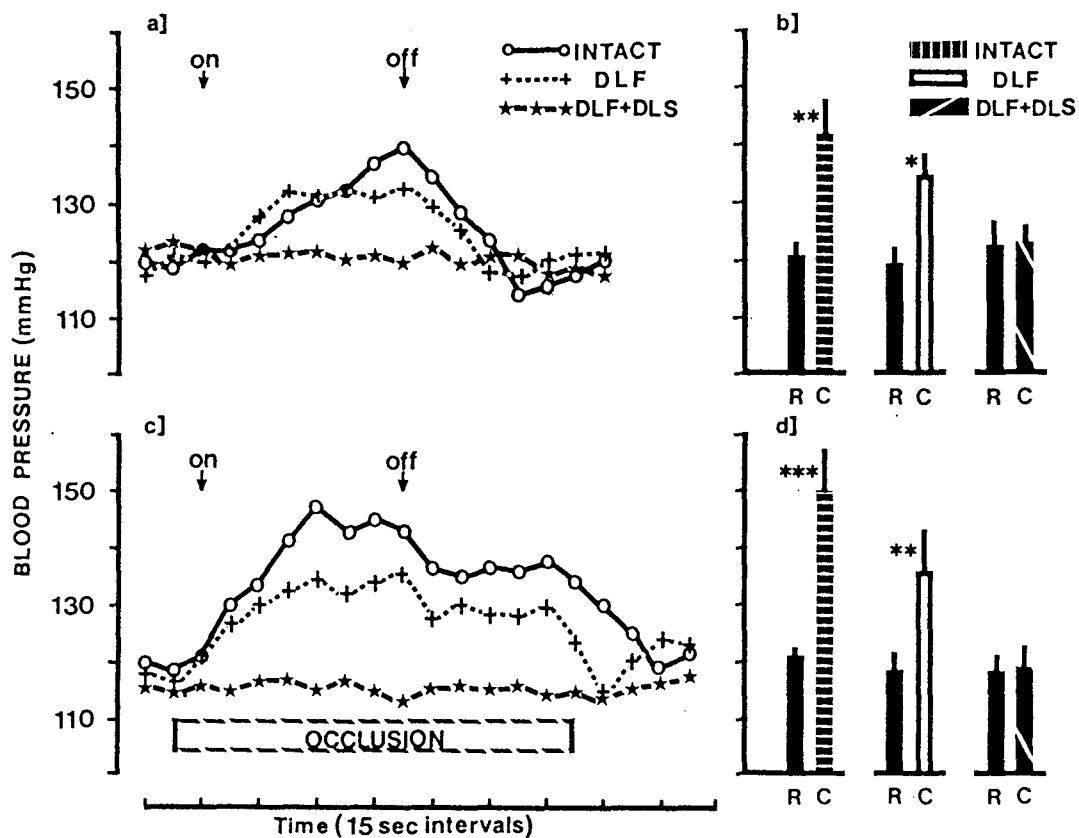 a]
on
off
INTACT
DLF
DLF+DLS
150
130
110
b]
INTACT
DLF
DLF+DLS
**
*
R C
R C
R C
BLOOD PRESSURE (mmHg)
c]
on
off
150
130
110
OCCLUSION
Time (15 sec intervals)
d]
***
**
R C
R C
R C